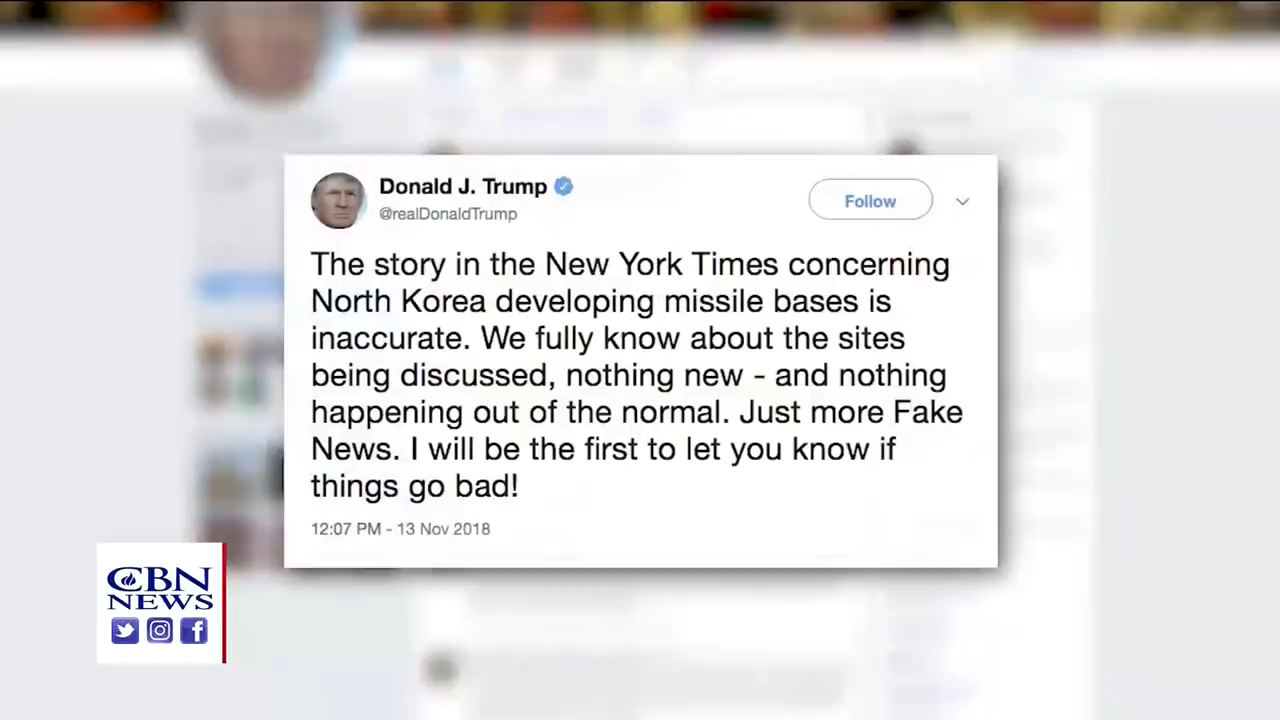 Donald J. Trump
@realDonaldTrump
Follow
The story in the New York Times concerning
North Korea developing missile bases is
inaccurate. We fully know about the sites
being discussed, nothing new - and nothing
happening out of the normal. Just more Fake
News. I will be the first to let you know if
things go bad!
12:07 PM - 13 Nov 2018
CBN
NEWS